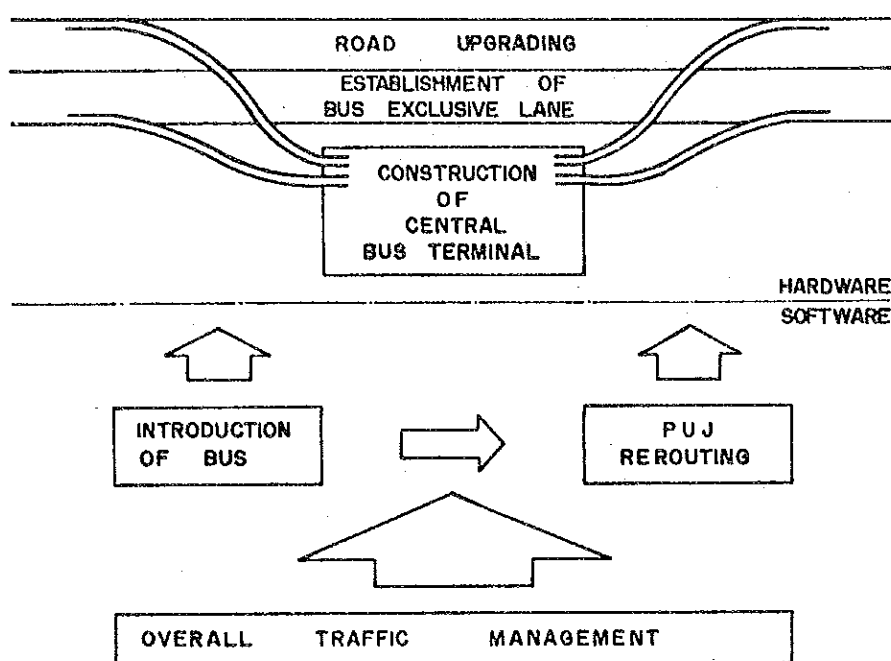 ROAD UPGRADING
ESTABLISHMENT OF
BUS EXCLUSIVE LANE
CONSTRUCTION
OF
CENTRAL
BUS TERMINAL
HARDWARE
SOFTWARE
INTRODUCTION
OF BUS
PUJ
REROUTING
OVERALL TRAFFIC MANAGEMENT